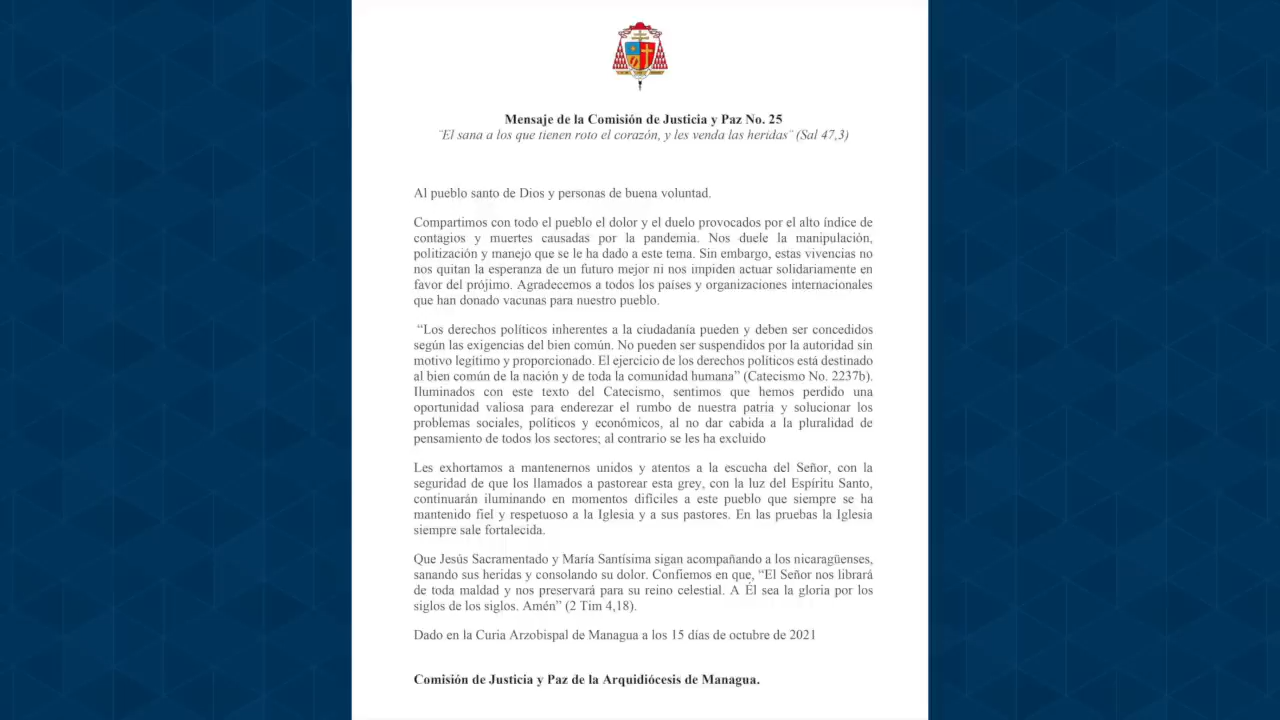 Mensaje de la Comisión de Justicia y Paz No. 25
¨El sana a los que tienen roto el corazón, y les venda las heridas¨ (Sal 47,3)
Al pueblo santo de Dios y personas de buena voluntad.
Compartimos con todo el pueblo el dolor y el duelo provocados por el alto índice de
contagios y muertes causadas por la pandemia. Nos duele la manipulación,
politización y manejo que se le ha dado a este tema. Sin embargo, estas vivencias no
nos quitan la esperanza de un futuro mejor ni nos impiden actuar solidariamente en
favor del prójimo. Agradecemos a todos los países y organizaciones internacionales
que han donado vacunas para nuestro pueblo.
“Los derechos políticos inherentes a la ciudadanía pueden y deben ser concedidos
según las exigencias del bien común. No pueden ser suspendidos por la autoridad sin
motivo legítimo y proporcionado. El ejercicio de los derechos políticos está destinado
al bien común de la nación y de toda la comunidad humana” (Catecismo No. 2237b).
Iluminados con este texto del Catecismo, sentimos que hemos perdido una
oportunidad valiosa para enderezar el rumbo de nuestra patria y solucionar los
problemas sociales, políticos y económicos, al no dar cabida a la pluralidad de
pensamiento de todos los sectores; al contrario se les ha excluido
Les exhortamos a mantenernos unidos y atentos a la escucha del Señor, con la
seguridad de que los llamados a pastorear esta grey, con la luz del Espíritu Santo,
continuarán iluminando en momentos difíciles a este pueblo que siempre se ha
mantenido fiel y respetuoso a la Iglesia y a sus pastores. En las pruebas la Iglesia
siempre sale fortalecida.
Que Jesús Sacramentado y María Santísima sigan acompañando a los nicaragüenses,
sanando sus heridas y consolando su dolor. Confiemos en que, “El Señor nos librará
de toda maldad y nos preservará para su reino celestial. A Él sea la gloria por los
siglos de los siglos. Amén” (2 Tim 4,18).
Dado en la Curia Arzobispal de Managua a los 15 días de octubre de 2021
Comisión de Justicia y Paz de la Arquidiócesis de Managua.